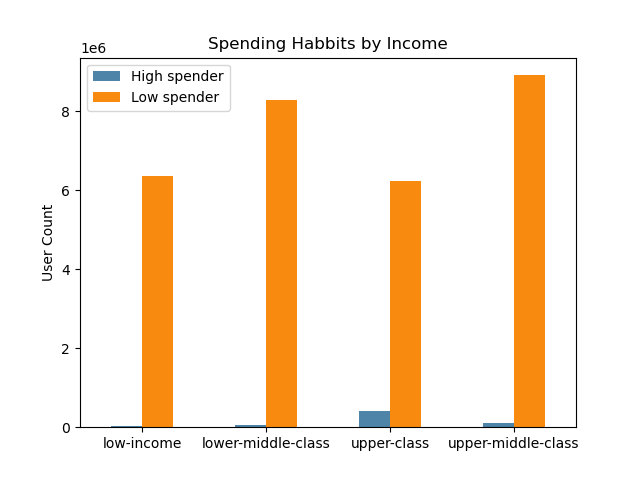 Spending Habbits by Income
1e6
High spender
Low spender
8
6
4
2
0
User Count
low-income lower-middle-class upper-class upper-middle-class